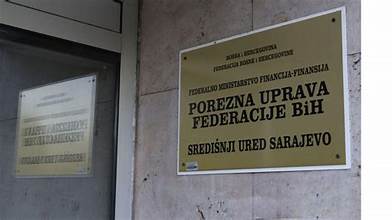 BOSNA I HERCEGOVINA
FEDERACIJA BOSNE I HERCEGOVINE
FEDERALNO MINISTARSTVO FINANCIJA-FINANSIJA
POREZNA UPRAVA
FEDERACIJE BiH
SREDIŠNJI URED SARAJEVO